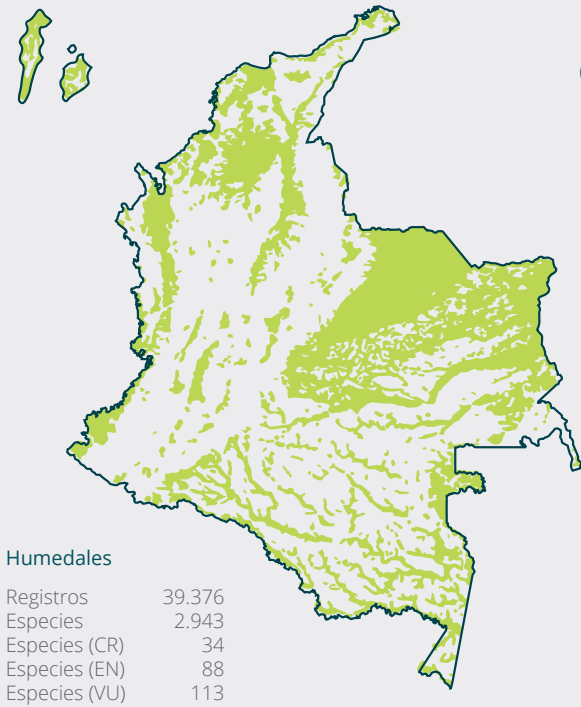 Humedales
Registros 39.376
Especies 2.943
Especies (CR) 34
Especies (EN) 88
Especies (VU) 113